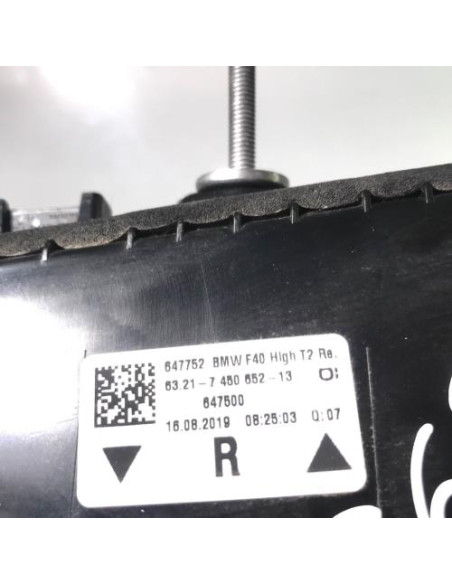 647752 BMW F40 High T2 Re.
63.21-7 450 652-13 OI
647500
16.08.2019 08:25:03 Q:07
R